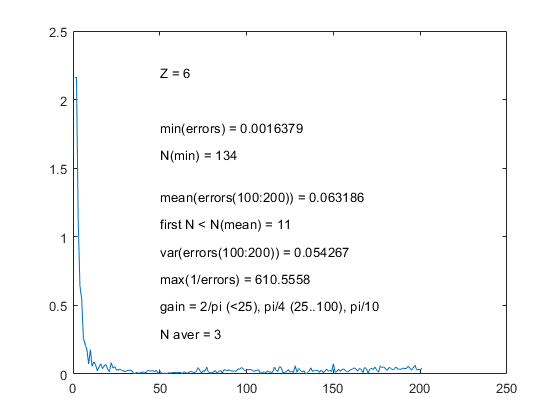 2.5
2
1.5
1
0.5
0
0 50 100 150 200 250
Z = 6
min(errors) = 0.0016379
N(min) = 134
mean(errors(100:200)) = 0.063186
first N < N(mean) = 11
var(errors(100:200)) = 0.054267
max(1/errors) = 610.5558
gain = 2/pi (<25), pi/4 (25..100), pi/10
N aver = 3